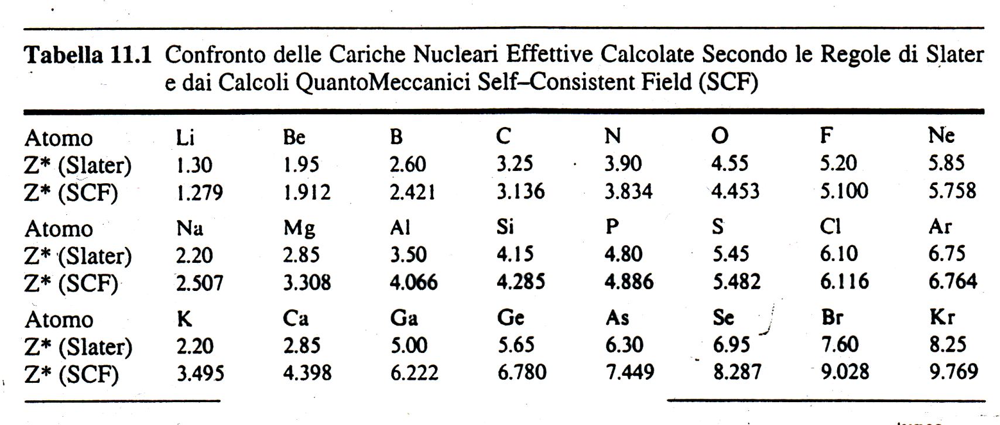 Tabella 11.1 Confronto delle Cariche Nucleari Effettive Calcolate Secondo le Regole di Slater
e dai Calcoli QuantoMeccanici Self–Consistent Field (SCF)
Atomo Li Be B C N O F Ne
Z* (Slater) 1.30 1.95 2.60 3.25 3.90 4.55 5.20 5.85
Z* (SCF) 1.279 1.912 2.421 3.136 3.834 4.453 5.100 5.758
Atomo Na Mg Al Si P S Cl Ar
Z* (Slater) 2.20 2.85 3.50 4.15 4.80 5.45 6.10 6.75
Z* (SCF) 2.507 3.308 4.066 4.285 4.886 5.482 6.116 6.764
Atomo K Ca Ga Ge As Se Br Kr
Z* (Slater) 2.20 2.85 5.00 5.65 6.30 6.95 7.60 8.25
Z* (SCF) 3.495 4.398 6.222 6.780 7.449 8.287 9.028 9.769